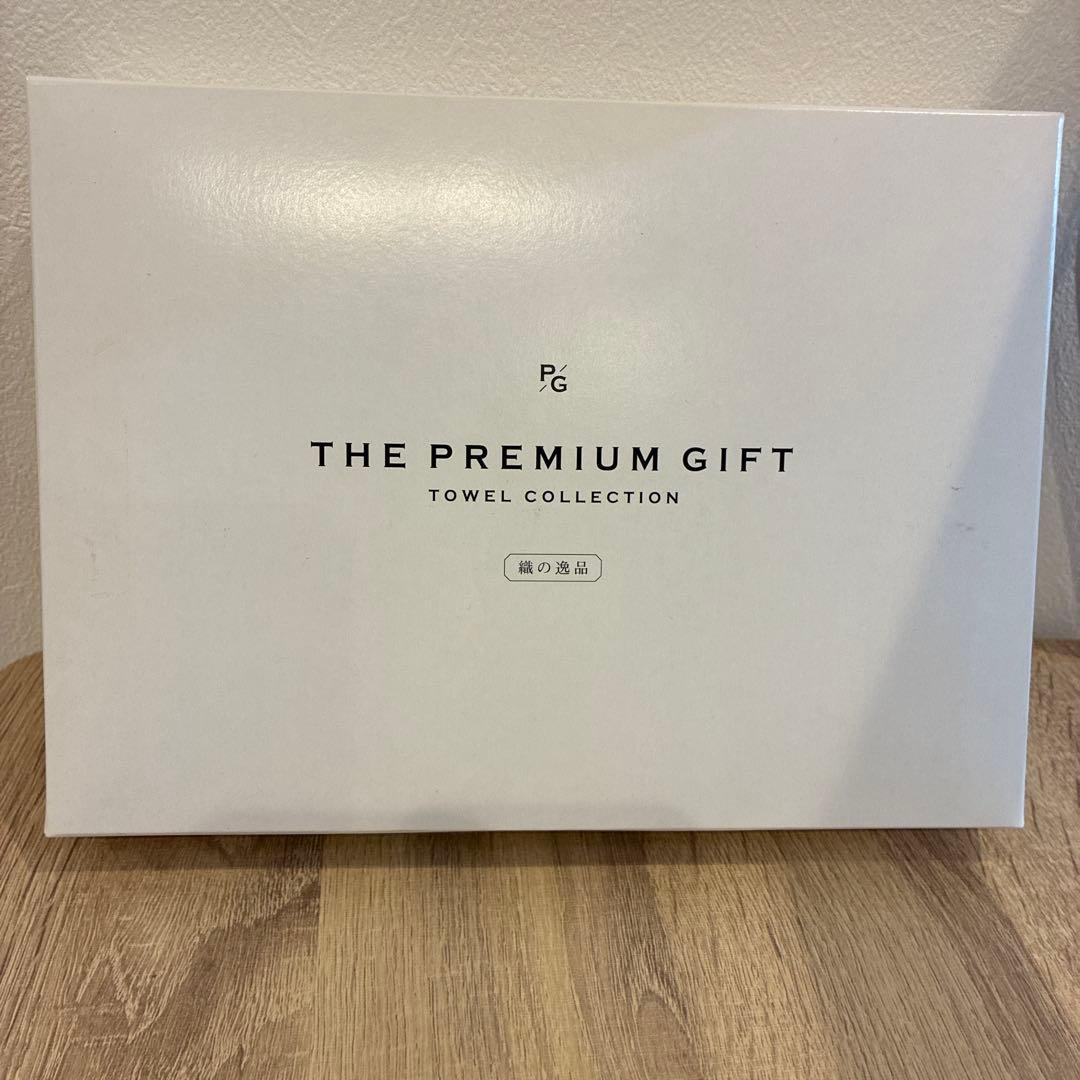 P/G
THE PREMIUM GIFT
TOWEL COLLECTION
織の逸品